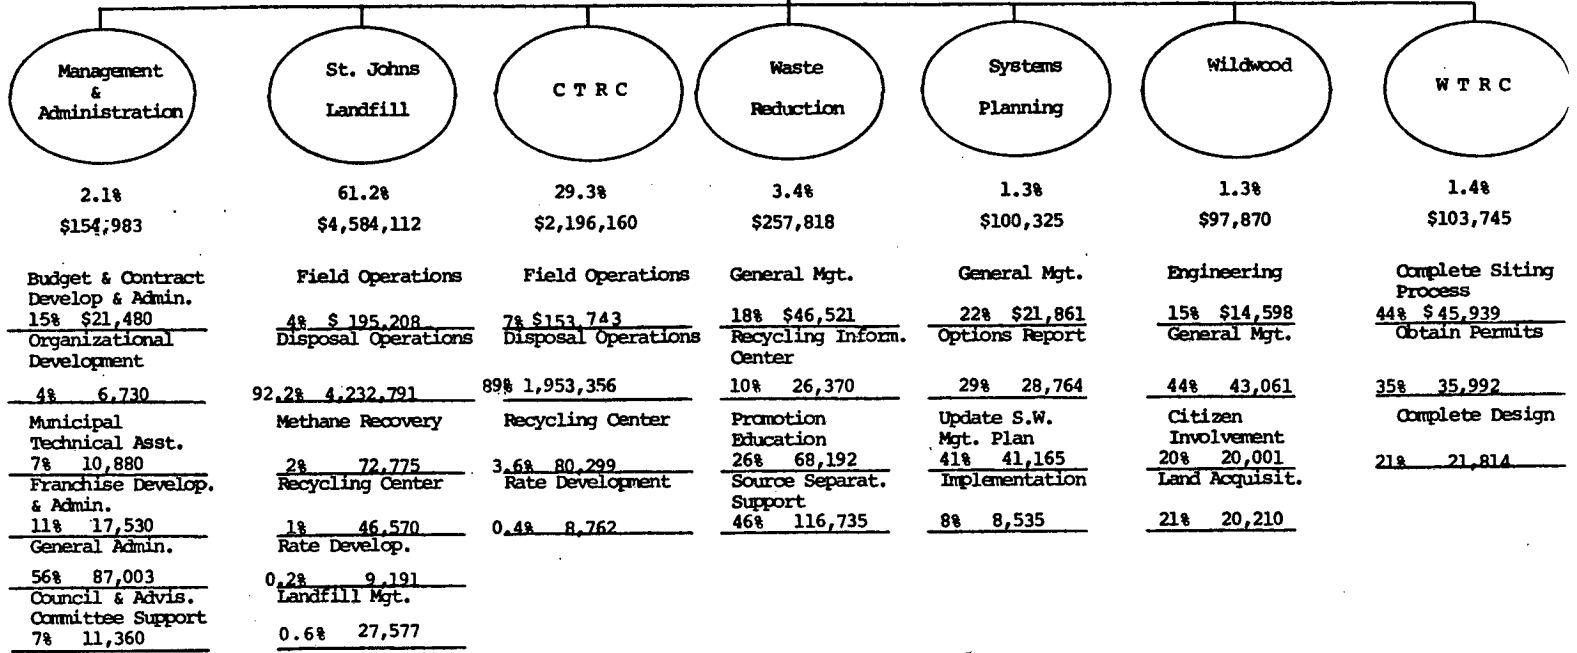 Management
&
Administration
2.1%
$154,983
Budget & Contract
Develop & Admin.
15% $21,480
Organizational
Development
4% 6,730
Municipal
Technical Asst.
7% 10,880
Franchise Develop.
& Admin.
11% 17,530
General Admin.
56% 87,003
Council & Advis.
Committee Support
7% 11,360
St. Johns
Landfill
61.2%
$4,584,112
Field Operations
4% $ 195,208
Disposal Operations
92.2% 4,232,791
Methane Recovery
2% 72,775
Recycling Center
1% 46,570
Rate Develop.
0.2% 9,191
Landfill Mgt.
0.6% 27,577
C T R C
29.3%
$2,196,160
Field Operations
7% $153,743
Disposal Operations
89% 1,953,356
Recycling Center
3.6% 80,299
Rate Development
0.4% 8,762
Waste
Reduction
3.4%
$257,818
General Mgt.
18% $46,521
Recycling Inform.
Center
10% 26,370
Promotion
Education
26% 68,192
Source Separat.
Support
46% 116,735
Systems
Planning
1.3%
$100,325
General Mgt.
22% $21,861
Options Report
29% 28,764
Update S.W.
Mgt. Plan
41% 41,165
Implementation
8% 8,535
Wildwood
1.3%
$97,870
Engineering
15% $14,598
General Mgt.
44% 43,061
Citizen
Involvement
20% 20,001
Land Acquisit.
21% 20,210
W T R C
1.4%
$103,745
Complete Siting
Process
44% $ 45,939
Obtain Permits
35% 35,992
Complete Design
21% 21,814